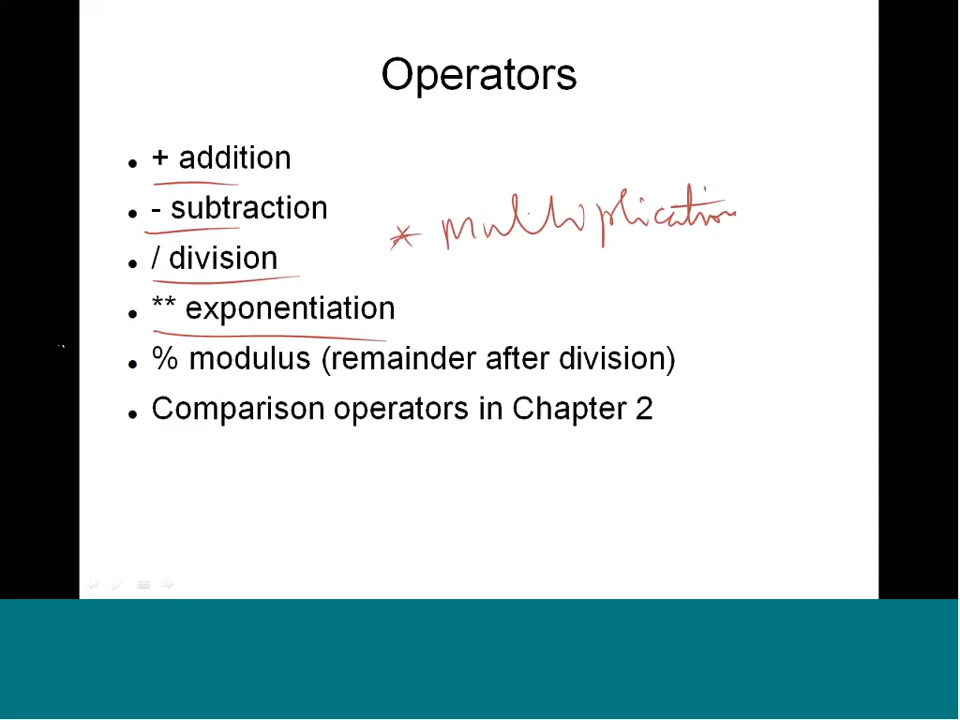 Operators
+ addition
- subtraction
* multiplication
/ division
** exponentiation
% modulus (remainder after division)
Comparison operators in Chapter 2